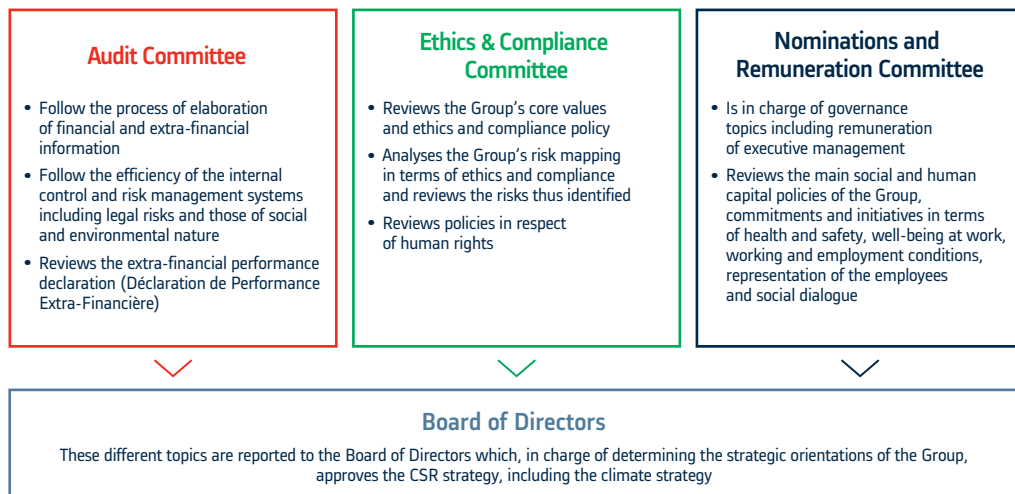 Audit Committee
• Follow the process of elaboration
of financial and extra-financial
information
• Follow the efficiency of the internal
control and risk management systems
including legal risks and those of social
and environmental nature
• Reviews the extra-financial performance
declaration (Déclaration de Performance
Extra-Financière)
Ethics & Compliance
Committee
• Reviews the Group's core values
and ethics and compliance policy
• Analyses the Group's risk mapping
in terms of ethics and compliance
and reviews the risks thus identified
• Reviews policies in respect
of human rights
Nominations and
Remuneration Committee
• Is in charge of governance
topics including remuneration
of executive management
• Reviews the main social and human
capital policies of the Group,
commitments and initiatives in terms
of health and safety, well-being at work,
working and employment conditions,
representation of the employees
and social dialogue
Board of Directors
These different topics are reported to the Board of Directors which, in charge of determining the strategic orientations of the Group,
approves the CSR strategy, including the climate strategy